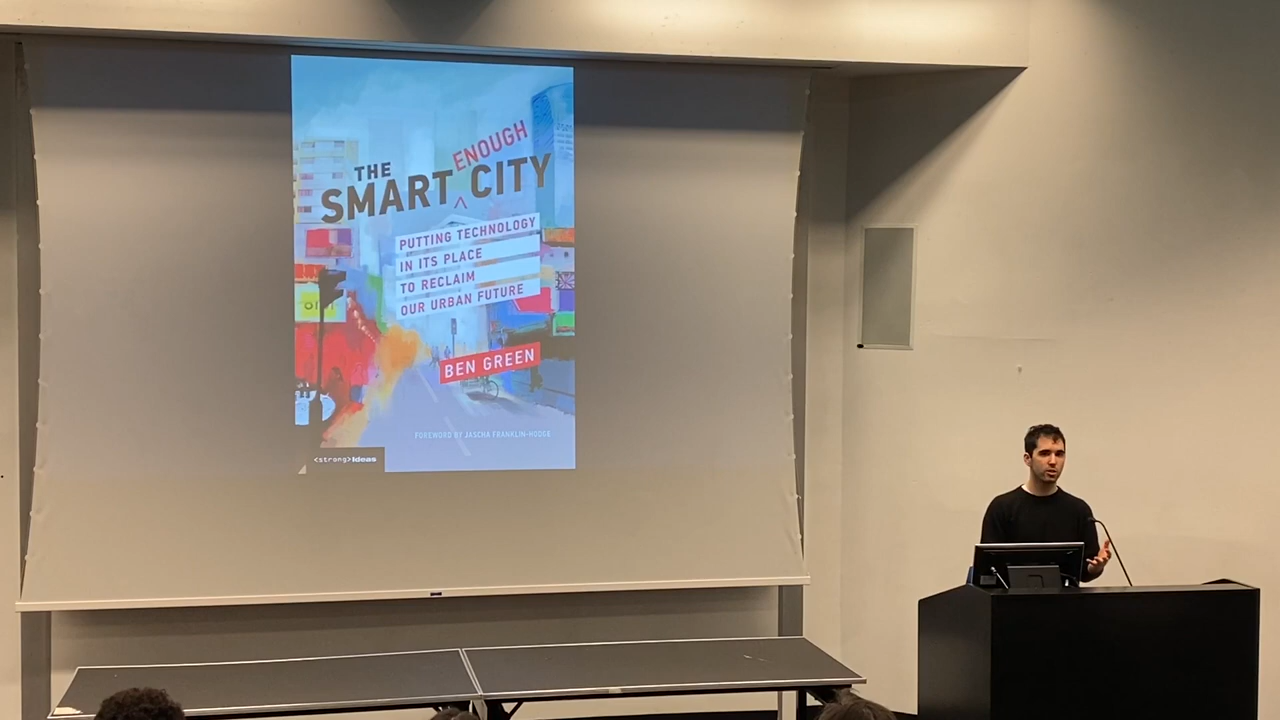 THE
ENOUGH
SMART CITY
PUTTING TECHNOLOGY
IN ITS PLACE
TO RECLAIM
OUR URBAN FUTURE
BEN GREEN
FOREWORD BY JASCHA FRANKLIN-HODGE
<strong>Ideas